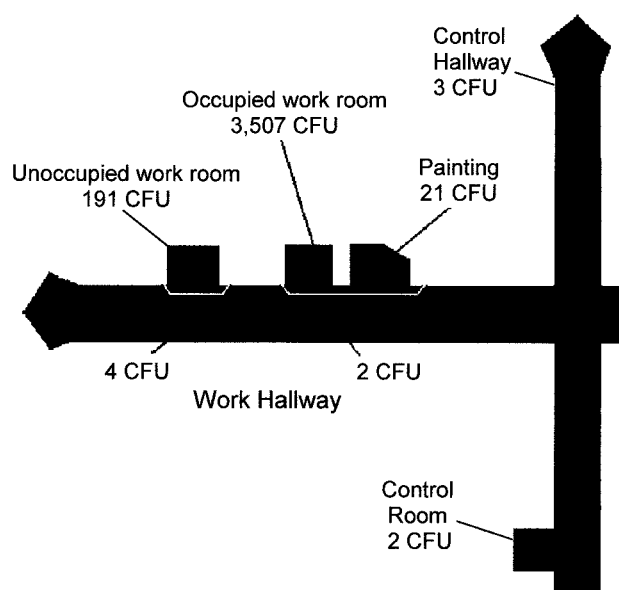 Control
Hallway
3 CFU
Occupied work room
3,507 CFU
Painting
21 CFU
Unoccupied work room
191 CFU
4 CFU
2 CFU
Work Hallway
Control
Room
2 CFU